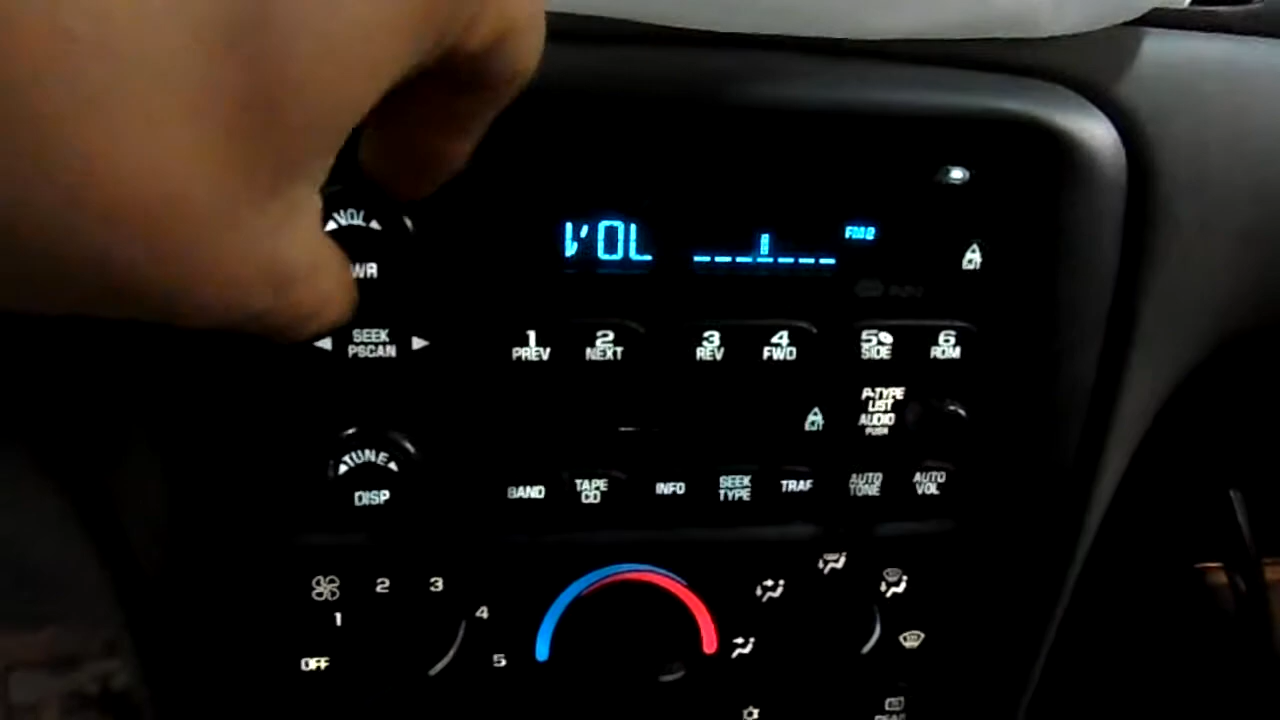 VOL
VOL
FM2
WR
SEEK
PSCAN
1
PREV
2
NEXT
3
REV
4
FWD
5
SIDE
6
RDM
P-TYPE
LIST
AUDIO
PUSH
TUNE
DISP
BAND
TAPE
CD
INFO
SEEK
TYPE
TRAF
AUTO
TONE
AUTO
VOL
OFF
1
2
3
4
5